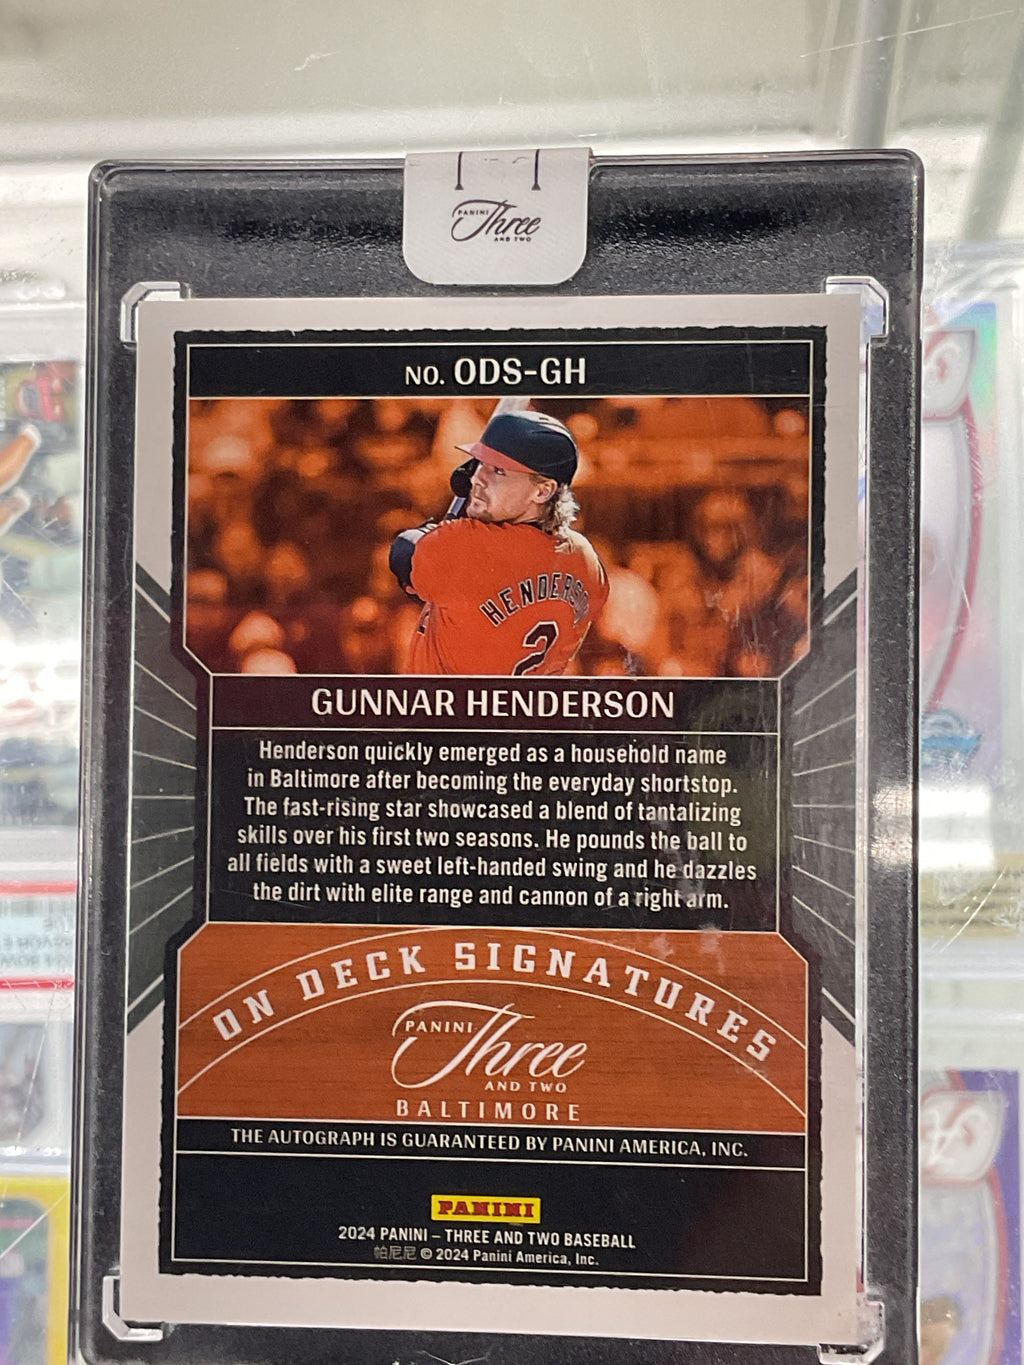 PANINI
Three
AND TWO
NO. ODS-GH
2
GUNNAR HENDERSON
Henderson quickly emerged as a household name
in Baltimore after becoming the everyday shortstop.
The fast-rising star showcased a blend of tantalizing
skills over his first two seasons. He pounds the ball to
all fields with a sweet left-handed swing and he dazzles
the dirt with elite range and cannon of a right arm.
ON DECK SIGNATURES
PANINI
Three
AND TWO
BALTIMORE
THE AUTOGRAPH IS GUARANTEED BY PANINI AMERICA, INC.
PANINI
2024 PANINI – THREE AND TWO BASEBALL
帕尼尼 © 2024 Panini America, Inc.